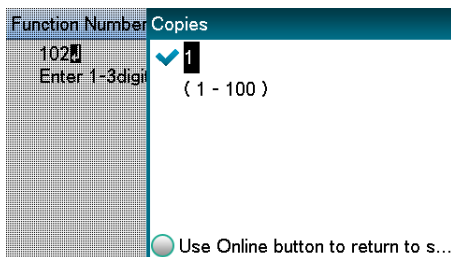 Function Number
102
Enter 1-3digi
Copies
1
( 1 - 100 )
Use Online button to return to s...